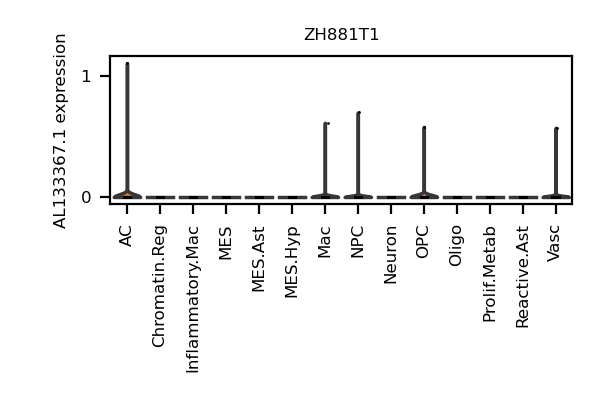 ZH881T1
AL133367.1 expression
1
0
AC
Chromatin.Reg
Inflammatory.Mac
MES
MES.Ast
MES.Hyp
Mac
NPC
Neuron
OPC
Oligo
Prolif.Metab
Reactive.Ast
Vasc